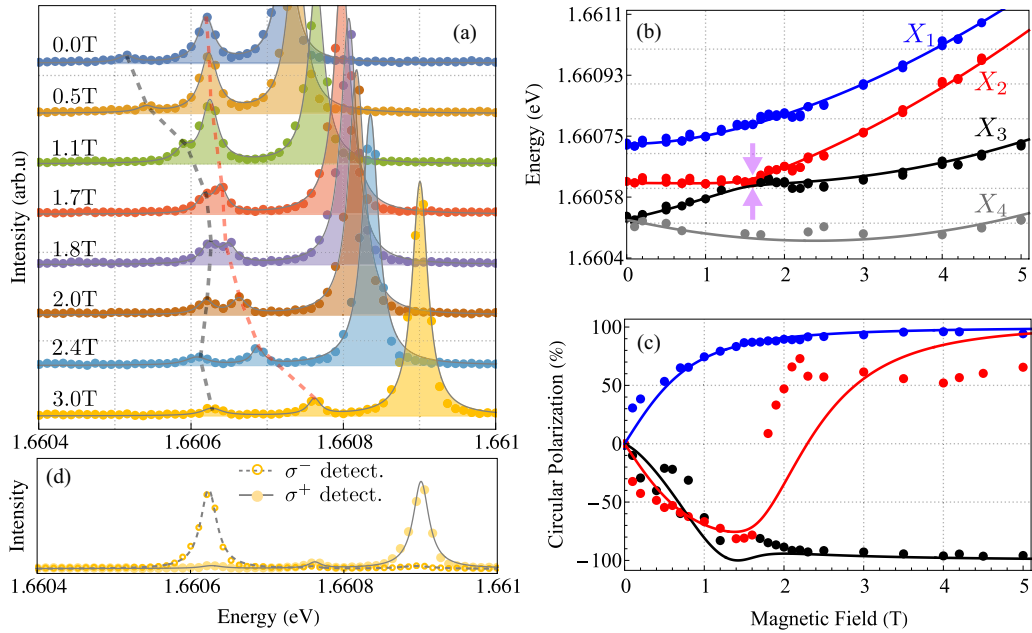 (a)
0.0T
0.5T
1.1T
1.7T
1.8T
2.0T
2.4T
3.0T
Intensity (arb.u)
1.6604 1.6606 1.6608 1.661
(d)
σ⁻ detect.
σ⁺ detect.
Intensity
1.6604 1.6606 1.6608 1.661
Energy (eV)
(b)
X₁
X₂
X₃
X₄
Energy (eV)
1.6611
1.66093
1.66075
1.66058
1.6604
0 1 2 3 4 5
(c)
Circular Polarization (%)
100
50
0
−50
−100
0 1 2 3 4 5
Magnetic Field (T)